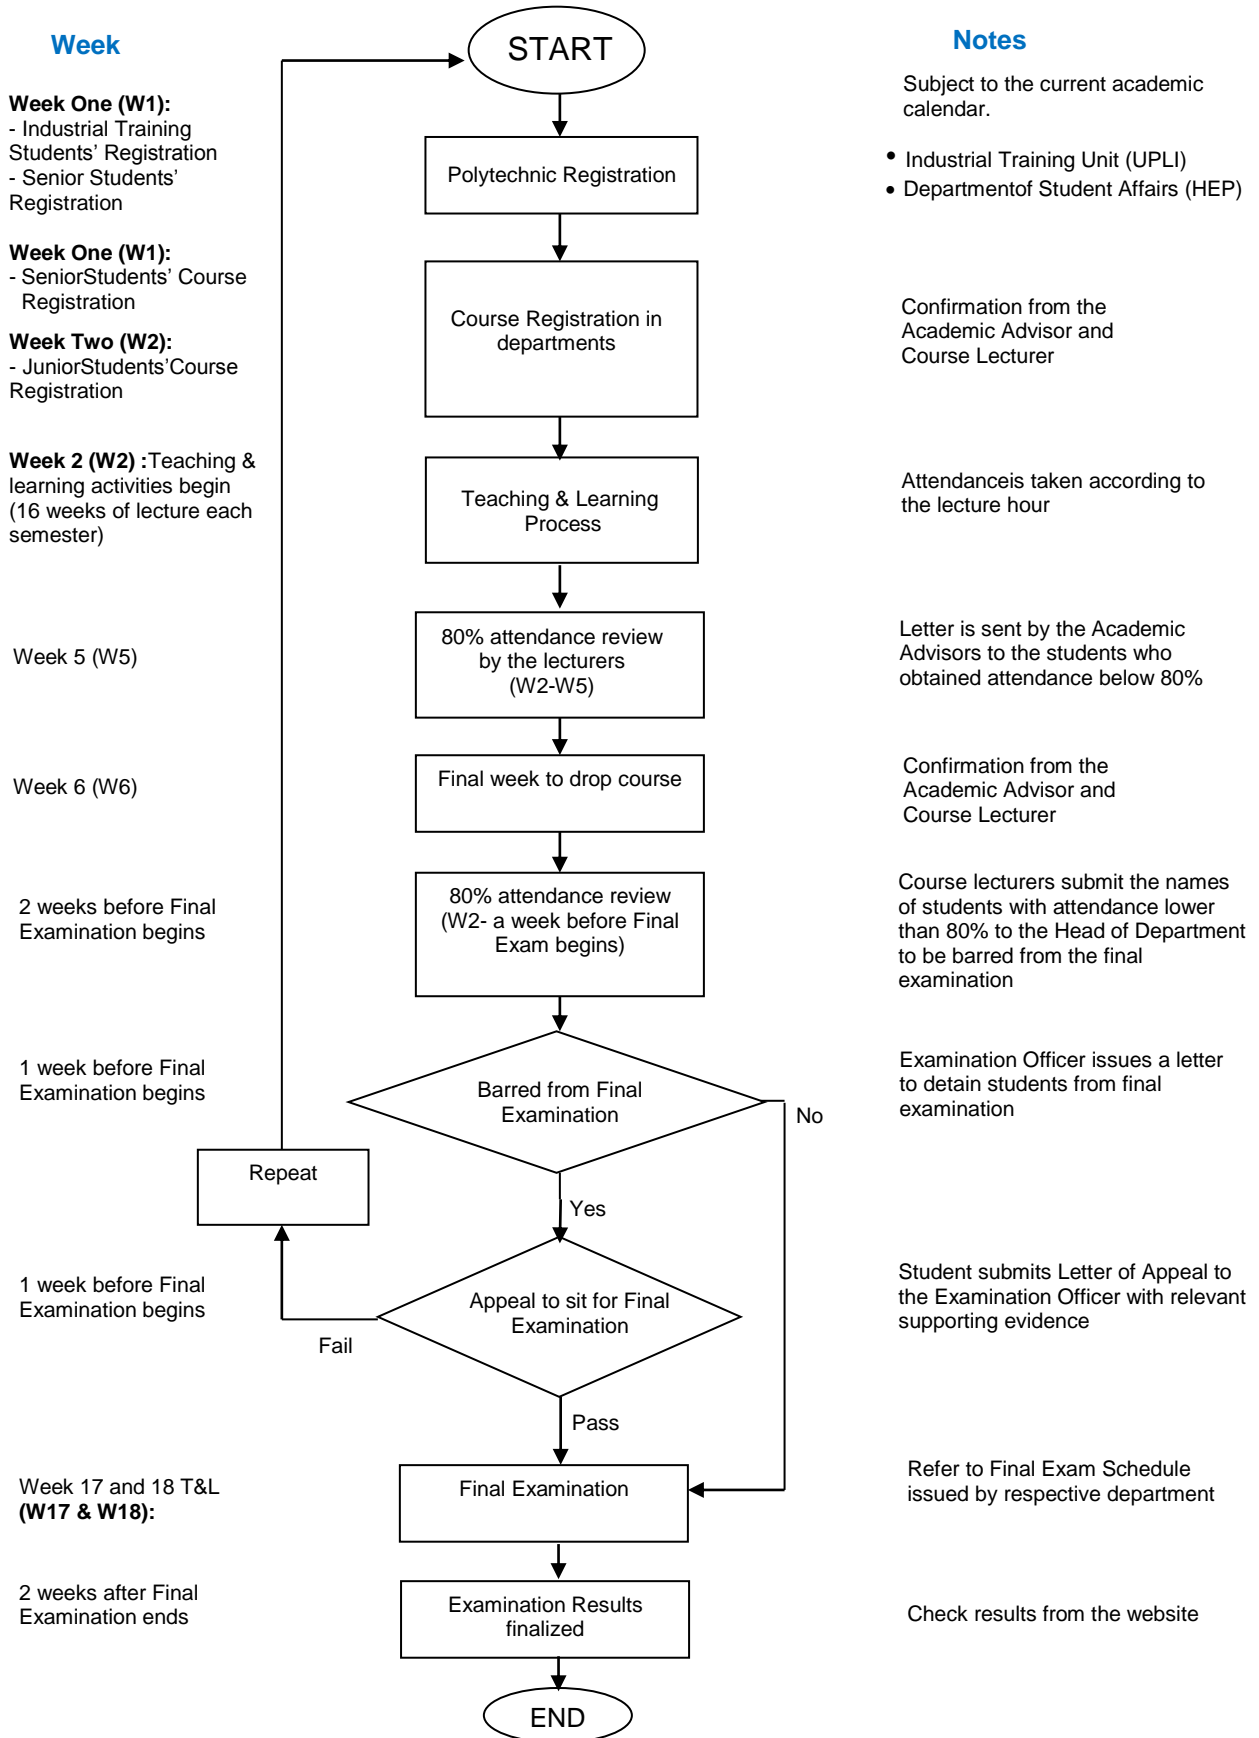 Week
START
Notes
Week One (W1):
- Industrial Training
Students’ Registration
- Senior Students’
Registration
Polytechnic Registration
Subject to the current academic
calendar.
• Industrial Training Unit (UPLI)
• Departmentof Student Affairs (HEP)
Week One (W1):
- SeniorStudents’ Course
Registration
Week Two (W2):
- JuniorStudents’Course
Registration
Course Registration in
departments
Confirmation from the
Academic Advisor and
Course Lecturer
Week 2 (W2) :Teaching &
learning activities begin
(16 weeks of lecture each
semester)
Teaching & Learning
Process
Attendanceis taken according to
the lecture hour
Week 5 (W5)
80% attendance review
by the lecturers
(W2-W5)
Letter is sent by the Academic
Advisors to the students who
obtained attendance below 80%
Week 6 (W6)
Final week to drop course
Confirmation from the
Academic Advisor and
Course Lecturer
2 weeks before Final
Examination begins
80% attendance review
(W2- a week before Final
Exam begins)
Course lecturers submit the names
of students with attendance lower
than 80% to the Head of Department
to be barred from the final
examination
1 week before Final
Examination begins
Barred from Final
Examination
No
Examination Officer issues a letter
to detain students from final
examination
Repeat
Yes
1 week before Final
Examination begins
Appeal to sit for Final
Examination
Fail
Student submits Letter of Appeal to
the Examination Officer with relevant
supporting evidence
Pass
Week 17 and 18 T&L
(W17 & W18):
Final Examination
Refer to Final Exam Schedule
issued by respective department
2 weeks after Final
Examination ends
Examination Results
finalized
Check results from the website
END